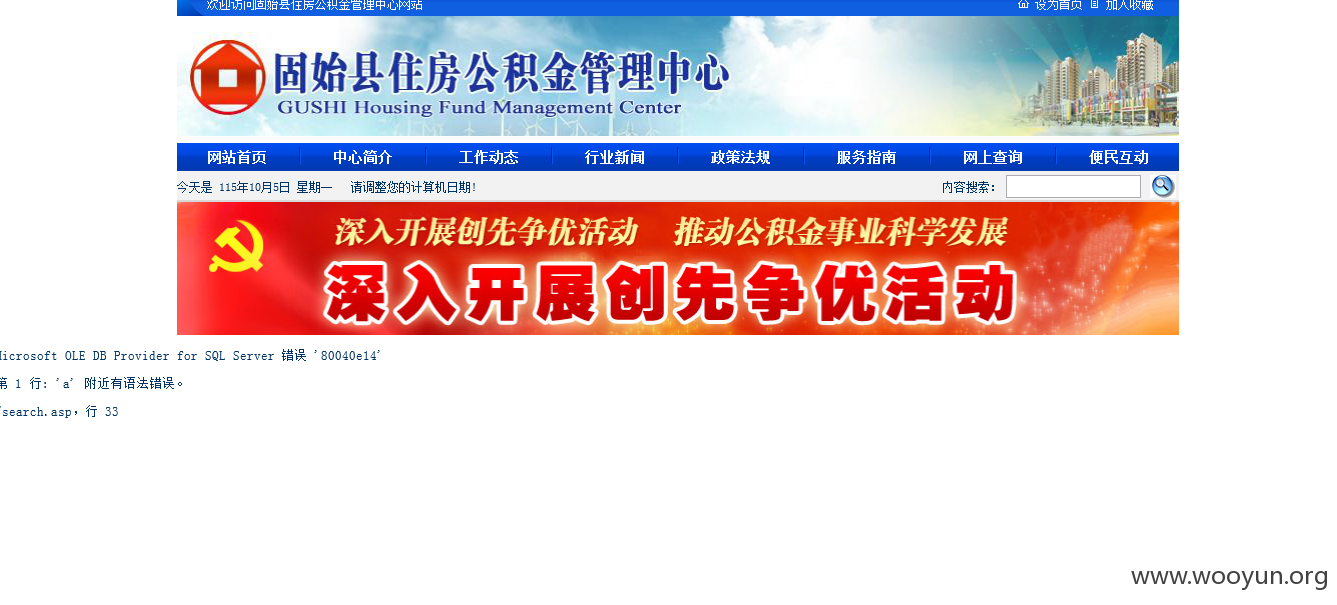 欢迎访问固始县住房公积金管理中心网站 设为首页 加入收藏
固始县住房公积金管理中心
GUSHI Housing Fund Management Center
网站首页 中心简介 工作动态 行业新闻 政策法规 服务指南 网上查询 便民互动
今天是 115年10月5日 星期一 请调整您的计算机日期! 内容搜索:
深入开展创先争优活动 推动公积金事业科学发展
深入开展创先争优活动
Microsoft OLE DB Provider for SQL Server 错误 '80040e14'
第 1 行: 'a' 附近有语法错误。
/search.asp，行 33
www.wooyun.org